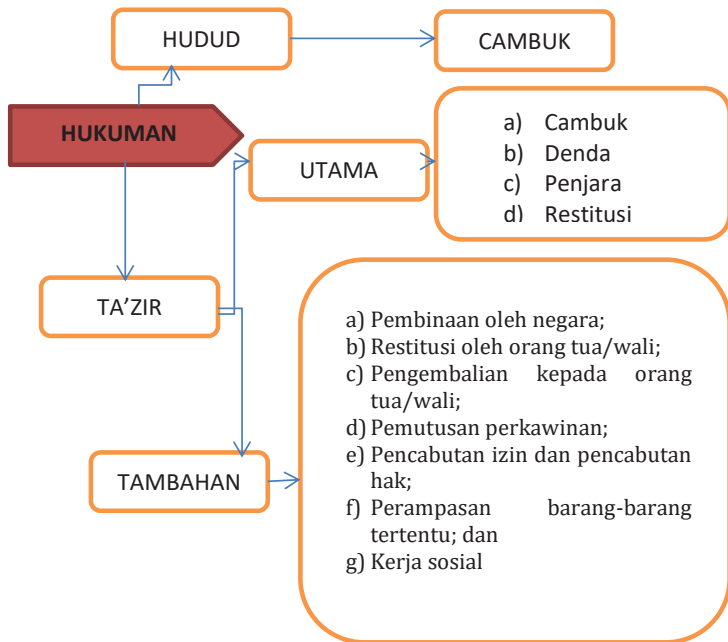 HUDUD
CAMBUK
HUKUMAN
UTAMA
a) Cambuk
b) Denda
c) Penjara
d) Restitusi
TA’ZIR
TAMBAHAN
a) Pembinaan oleh negara;
b) Restitusi oleh orang tua/wali;
c) Pengembalian kepada orang
tua/wali;
d) Pemutusan perkawinan;
e) Pencabutan izin dan pencabutan
hak;
f) Perampasan barang-barang
tertentu; dan
g) Kerja sosial